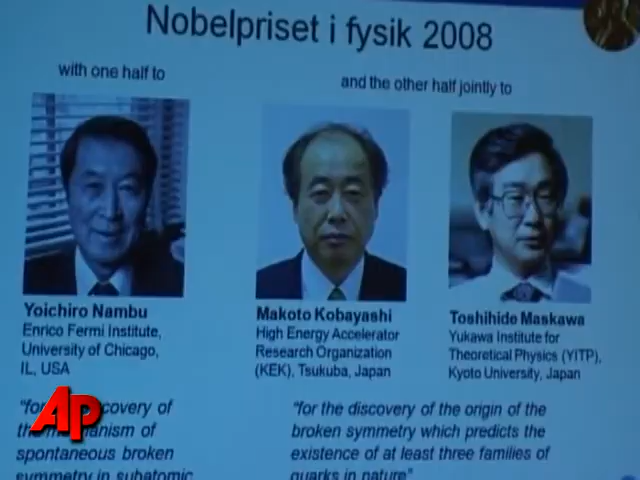 Nobelpriset i fysik 2008
with one half to
and the other half jointly to
Yoichiro Nambu
Enrico Fermi Institute,
University of Chicago,
IL, USA
Makoto Kobayashi
High Energy Accelerator
Research Organization
(KEK), Tsukuba, Japan
Toshihide Maskawa
Yukawa Institute for
Theoretical Physics (YITP),
Kyoto University, Japan
"for covery of
mechanism of
spontaneous broken
symmetry in subatomic
"for the discovery of the origin of the
broken symmetry which predicts the
existence of at least three families of
quarks in nature"
AP